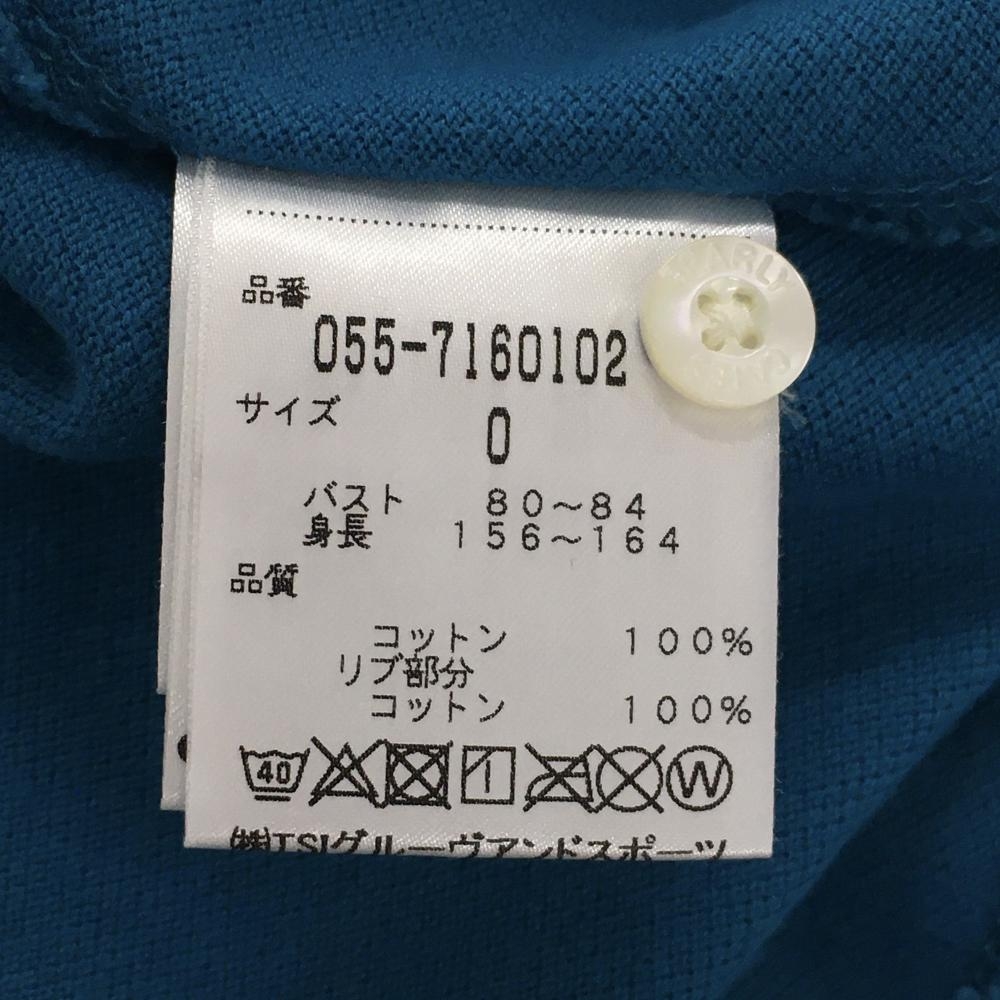 品番
055-7160102
サイズ
0
バスト 80～84
身長 156～164
品質
コットン 100%
リブ部分
コットン 100%
40 W
㈱TSIグルーヴアンドスポーツ